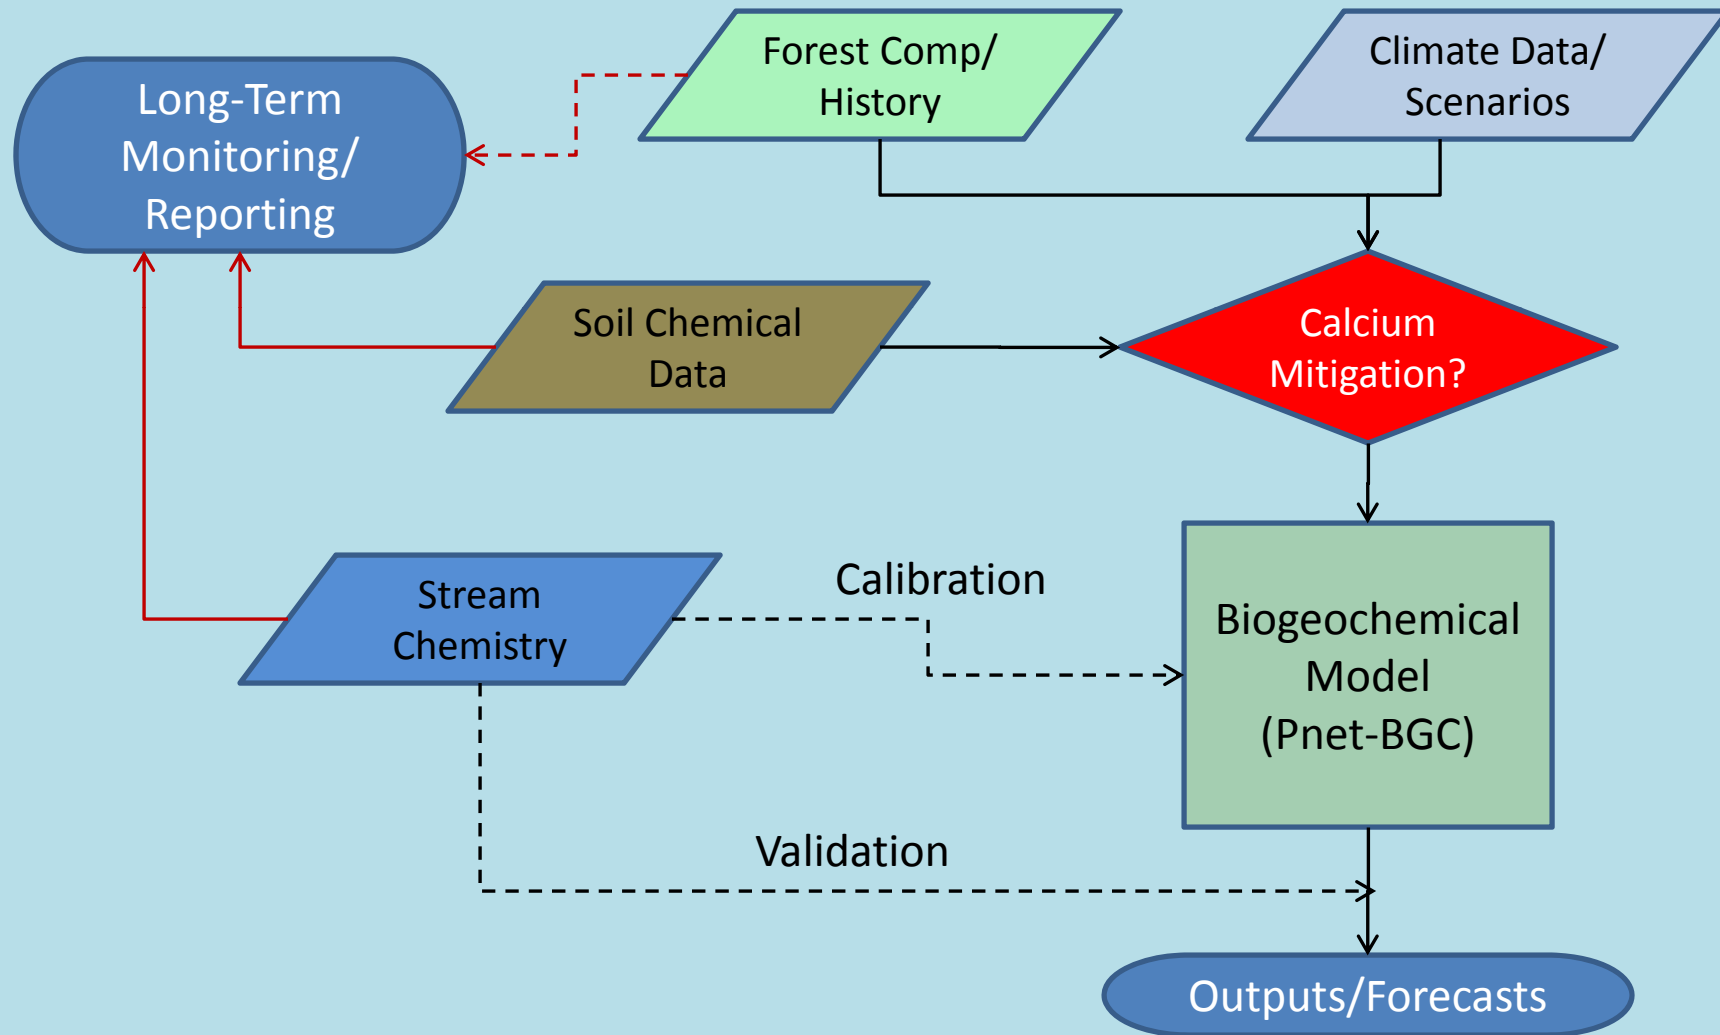 Forest Comp/
History
Climate Data/
Scenarios
Long-Term
Monitoring/
Reporting
Soil Chemical
Data
Calcium
Mitigation?
Stream
Chemistry
Calibration
Biogeochemical
Model
(Pnet-BGC)
Validation
Outputs/Forecasts